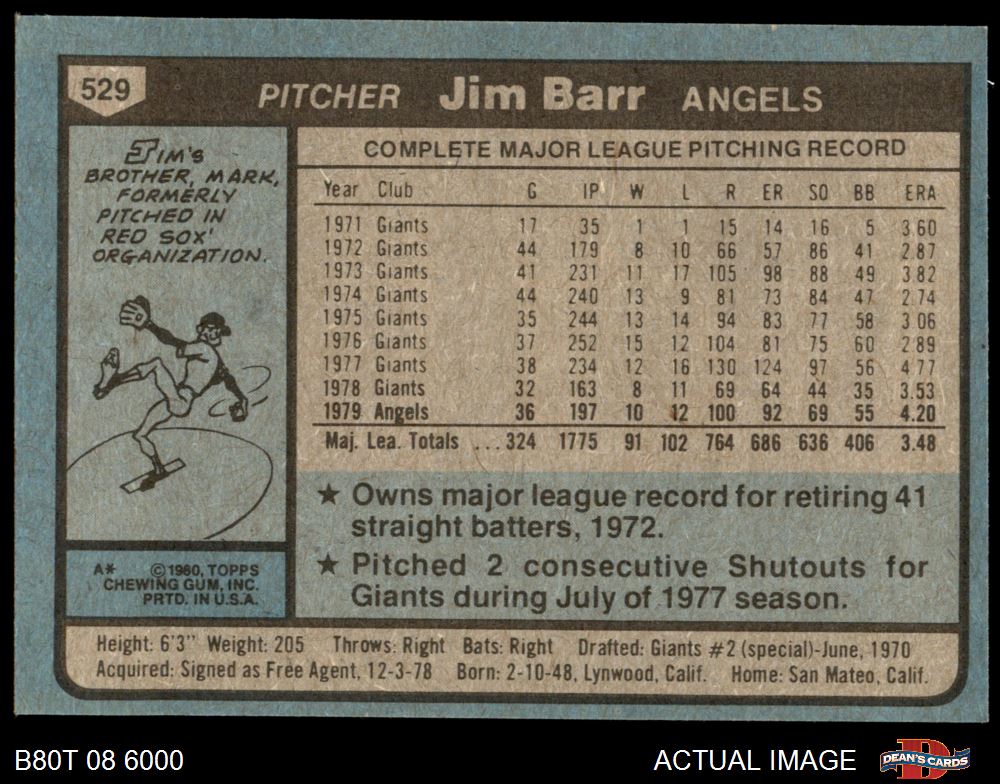 529
PITCHER Jim Barr ANGELS
JIM'S
BROTHER, MARK,
FORMERLY
PITCHED IN
RED SOX'
ORGANIZATION.
COMPLETE MAJOR LEAGUE PITCHING RECORD
Year Club G IP W L R ER SO BB ERA
1971 Giants 17 35 1 1 15 14 16 5 3.60
1972 Giants 44 179 8 10 66 57 86 41 2.87
1973 Giants 41 231 11 17 105 98 88 49 3.82
1974 Giants 44 240 13 9 81 73 84 47 2.74
1975 Giants 35 244 13 14 94 83 77 58 3.06
1976 Giants 37 252 15 12 104 81 75 60 2.89
1977 Giants 38 234 12 16 130 124 97 56 4.77
1978 Giants 32 163 8 11 69 64 44 35 3.53
1979 Angels 36 197 10 12 100 92 69 55 4.20
Maj. Lea. Totals ...324 1775 91 102 764 686 636 406 3.48
★ Owns major league record for retiring 41
straight batters, 1972.
★ Pitched 2 consecutive Shutouts for
Giants during July of 1977 season.
A* ©1980, TOPPS
CHEWING GUM, INC.
PRTD. IN U.S.A.
Height: 6'3" Weight: 205 Throws: Right Bats: Right Drafted: Giants #2 (special)-June, 1970
Acquired: Signed as Free Agent, 12-3-78 Born: 2-10-48, Lynwood, Calif. Home: San Mateo, Calif.
B80T 08 6000
ACTUAL IMAGE
D
DEAN'S CARDS